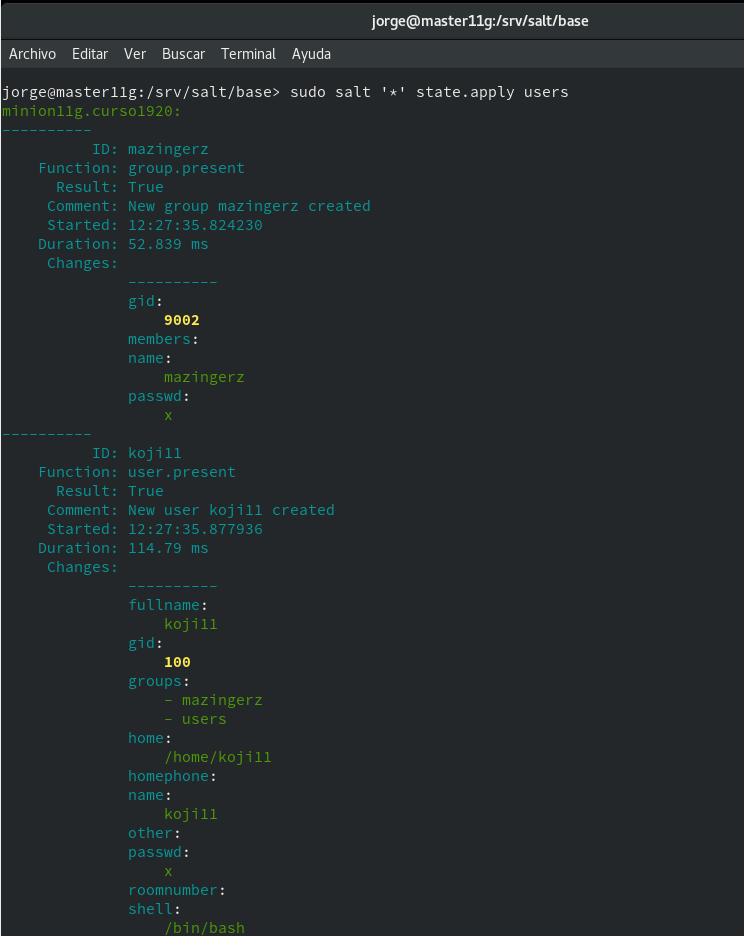 jorge@master11g:/srv/salt/base
Archivo Editar Ver Buscar Terminal Ayuda
jorge@master11g:/srv/salt/base> sudo salt '*' state.apply users
minion11g.curso1920:
----------
          ID: mazingerz
    Function: group.present
      Result: True
     Comment: New group mazingerz created
     Started: 12:27:35.824230
    Duration: 52.839 ms
     Changes:
              ----------
              gid:
                  9002
              members:
              name:
                  mazingerz
              passwd:
                  x
----------
          ID: koji11
    Function: user.present
      Result: True
     Comment: New user koji11 created
     Started: 12:27:35.877936
    Duration: 114.79 ms
     Changes:
              ----------
              fullname:
                  koji11
              gid:
                  100
              groups:
                  - mazingerz
                  - users
              home:
                  /home/koji11
              homephone:
              name:
                  koji11
              other:
              passwd:
                  x
              roomnumber:
              shell:
                  /bin/bash